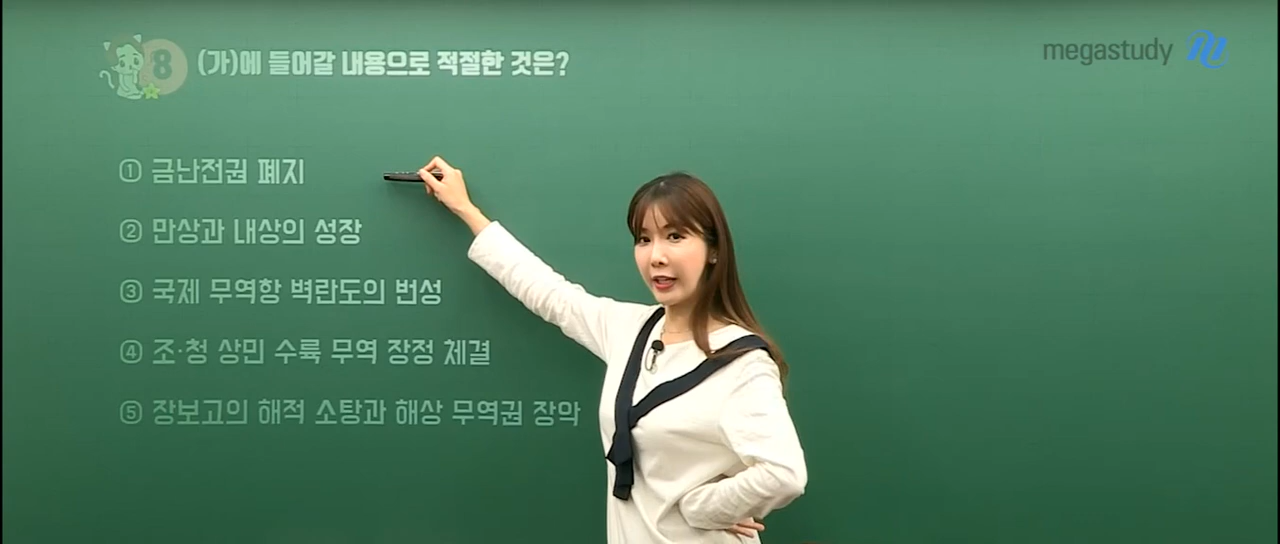 8 (가)에 들어갈 내용으로 적절한 것은?
megastudy
① 금난전권 폐지
② 만상과 내상의 성장
③ 국제 무역항 벽란도의 번성
④ 조·청 상민 수륙 무역 장정 체결
⑤ 장보고의 해적 소탕과 해상 무역권 장악